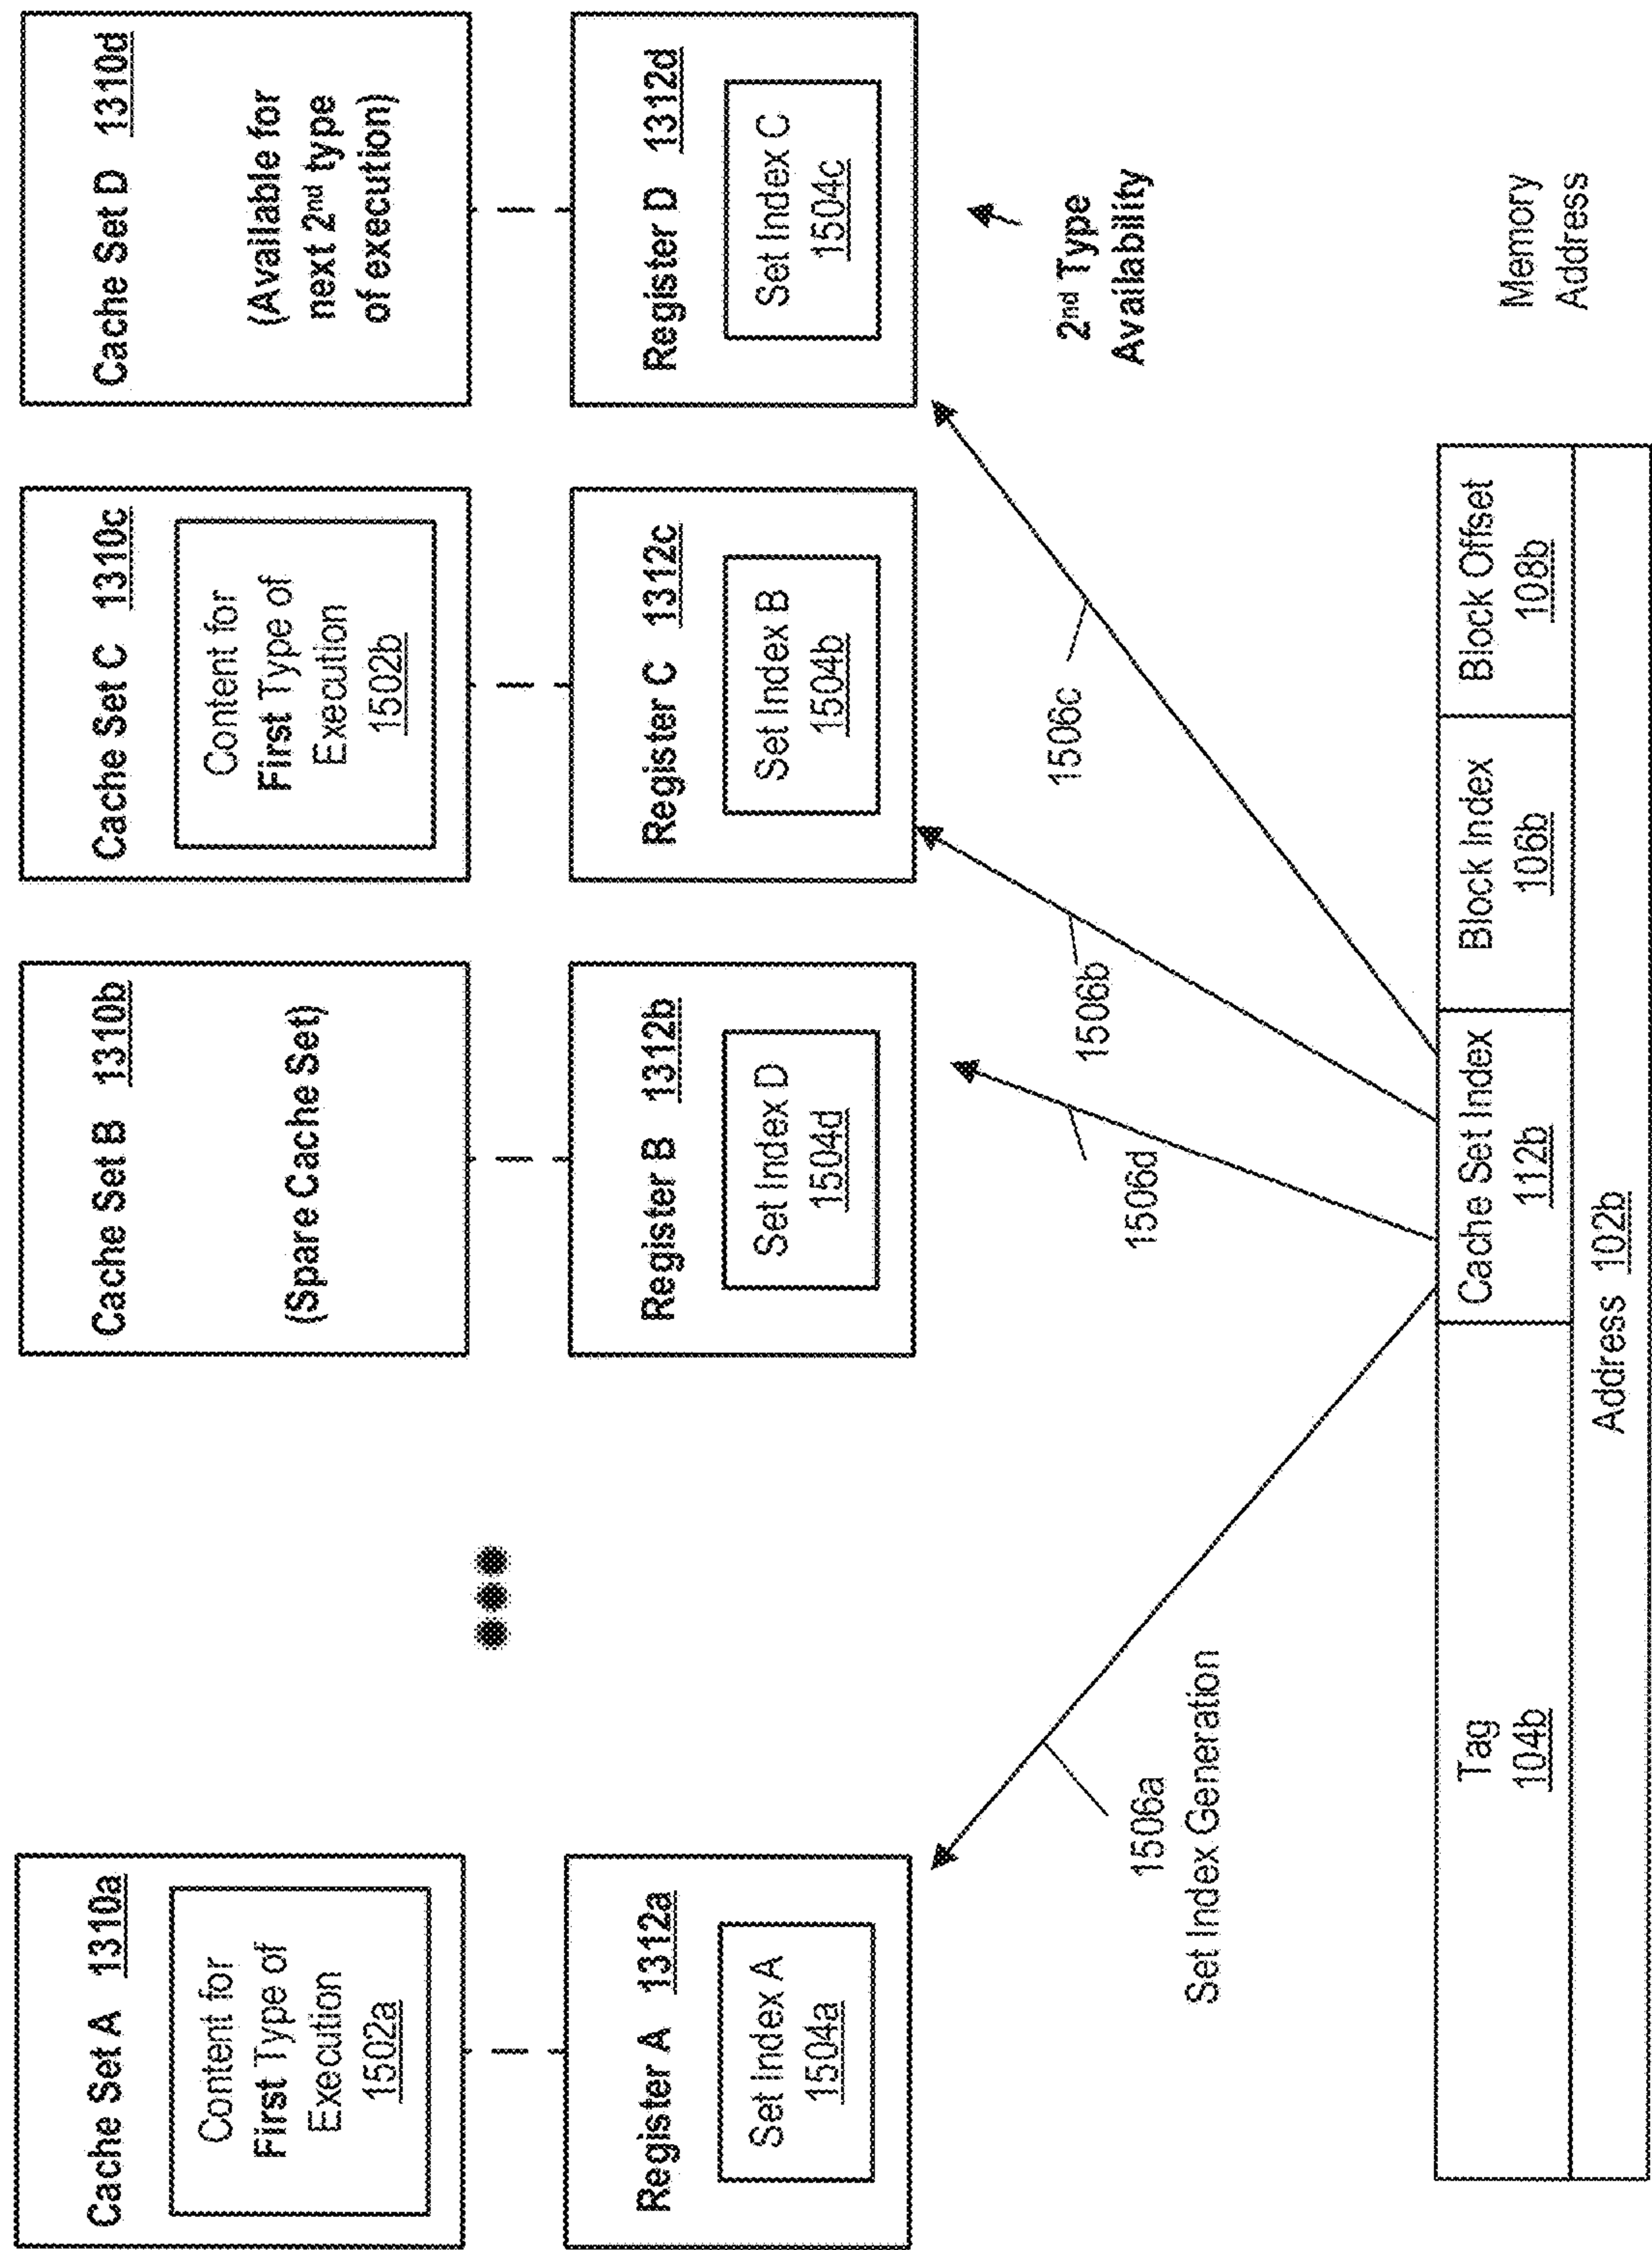 Cache Set A 1310a
Content for
First Type of
Execution
1502a
Cache Set B 1310b
(Spare Cache Set)
Cache Set C 1310c
Content for
First Type of
Execution
1502b
Cache Set D 1310d
(Available for
next 2nd type
of execution)
Register A 1312a
Set Index A
1504a
Register B 1312b
Set Index D
1504d
Register C 1312c
Set Index B
1504b
Register D 1312d
Set Index C
1504c
1506a
Set Index Generation
1506d
1506b
1506c
2nd Type
Availability
Tag
104b
Cache Set Index
112b
Block Index
106b
Block Offset
108b
Address 102b
Memory
Address